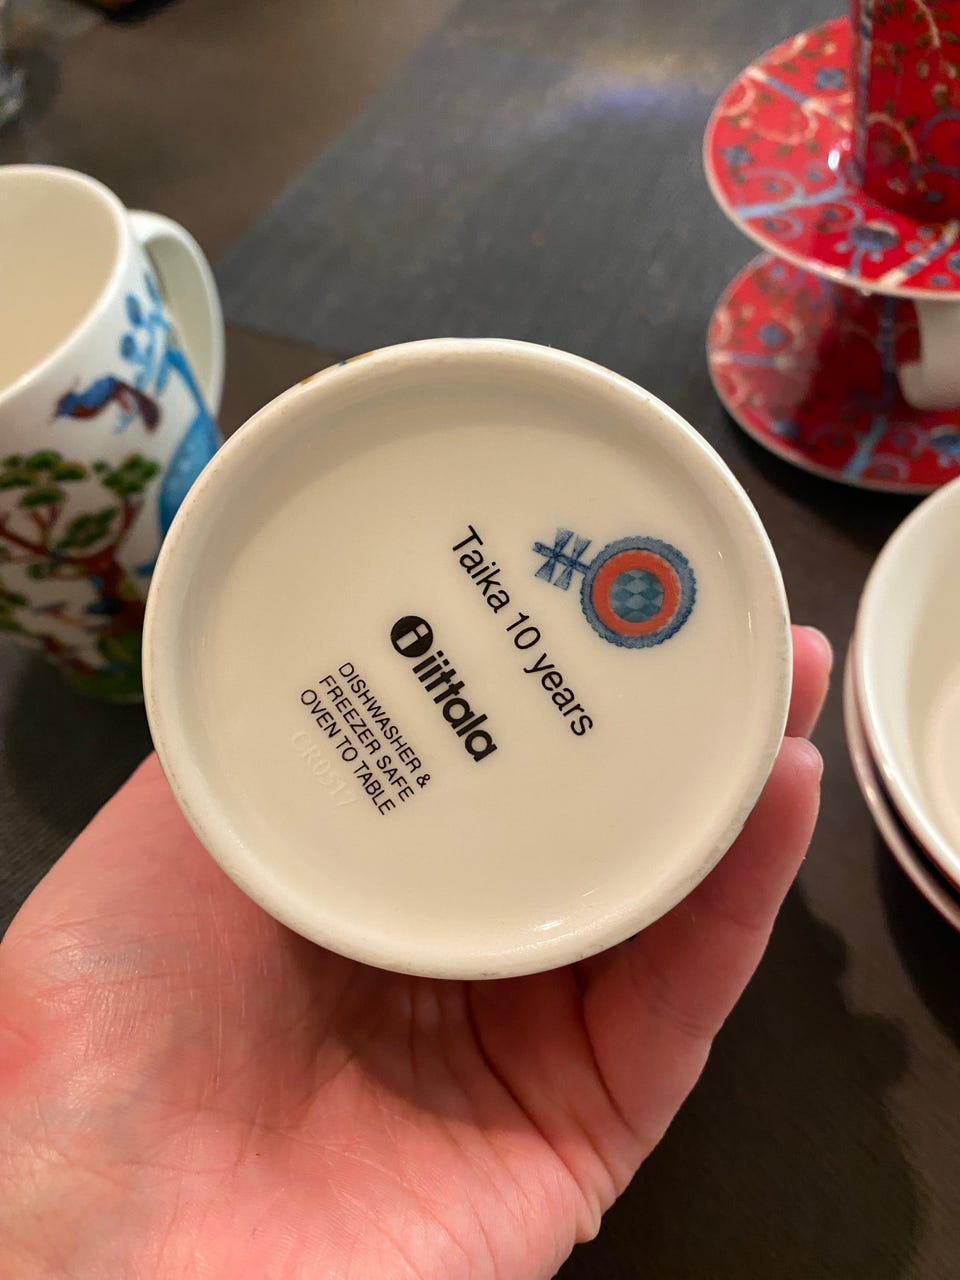 Taika 10 years
iittala
DISHWASHER &
FREEZER SAFE
OVEN TO TABLE